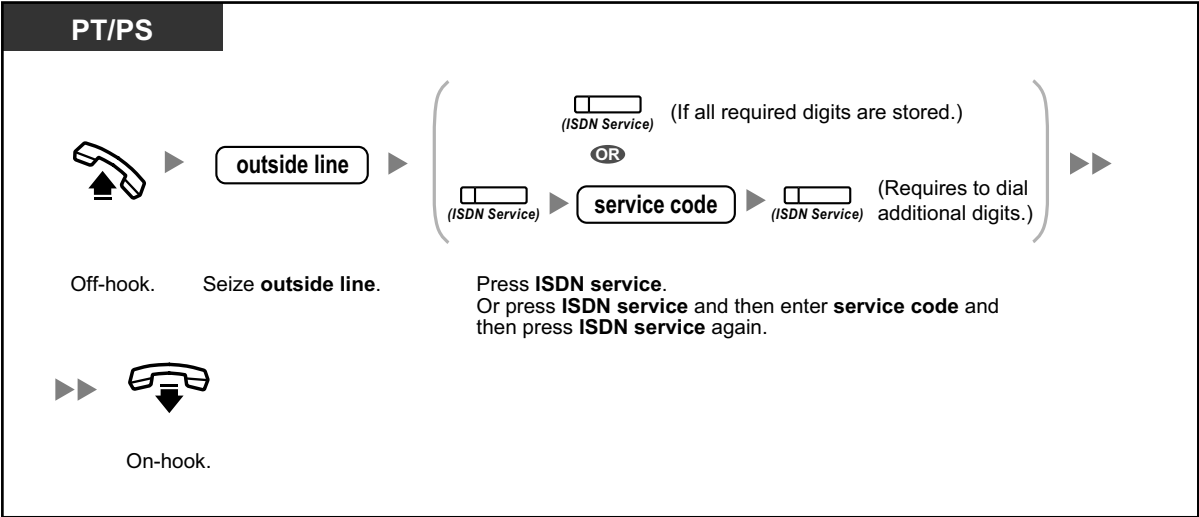 PT/PS
(ISDN Service) (If all required digits are stored.)
OR
outside line
(ISDN Service) service code (ISDN Service) (Requires to dial
additional digits.)
Off-hook. Seize outside line. Press ISDN service.
Or press ISDN service and then enter service code and
then press ISDN service again.
On-hook.